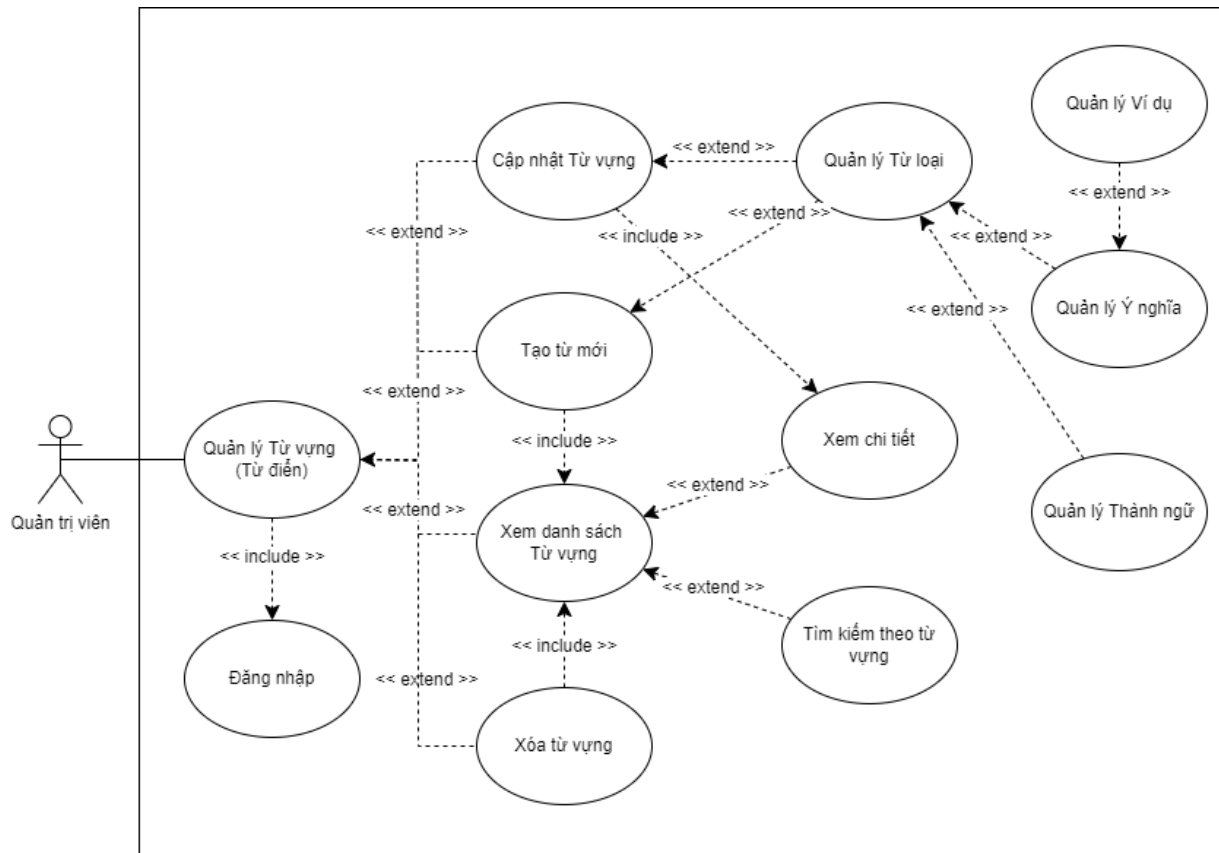 Quản lý Ví dụ
Cập nhật Từ vựng
<< extend >>
Quản lý Từ loại
<< extend >>
<< extend >>
<< extend >>
<< include >>
<< extend >>
Quản lý Ý nghĩa
<< extend >>
Tạo từ mới
<< extend >>
Quản lý Từ vựng
(Từ điển)
<< include >>
Xem chi tiết
<< extend >>
<< extend >>
Quản lý Thành ngữ
Quản trị viên
Xem danh sách
Từ vựng
<< include >>
<< extend >>
Tìm kiếm theo từ
vựng
<< include >>
Đăng nhập
<< extend >>
Xóa từ vựng